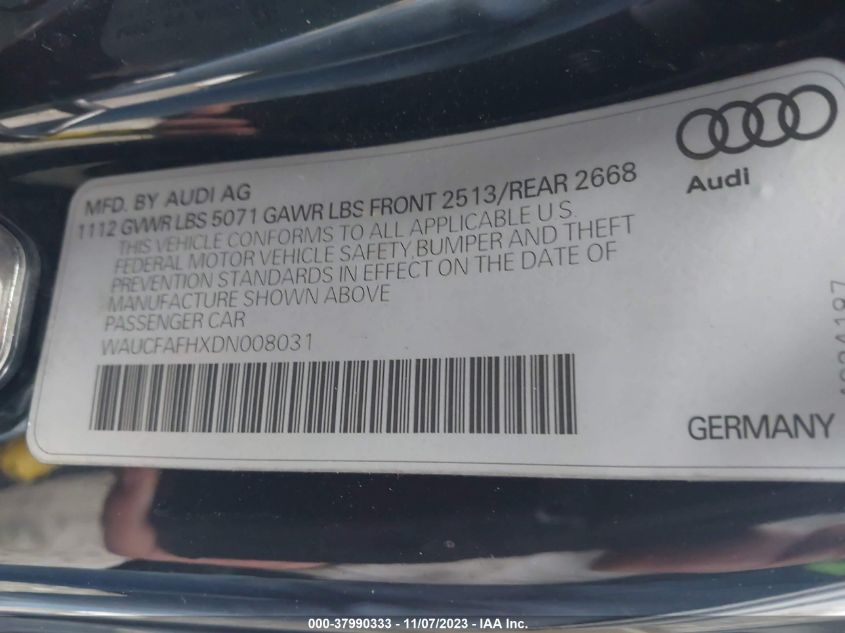 Audi
MFD. BY AUDI AG
1112 GVWR LBS 5071 GAWR LBS FRONT 2513/REAR 2668
THIS VEHICLE CONFORMS TO ALL APPLICABLE U.S.
FEDERAL MOTOR VEHICLE SAFETY, BUMPER AND THEFT
PREVENTION STANDARDS IN EFFECT ON THE DATE OF
MANUFACTURE SHOWN ABOVE
PASSENGER CAR
WAUCFAFHXDN008031
GERMANY
000-37990333 - 11/07/2023 - IAA Inc.